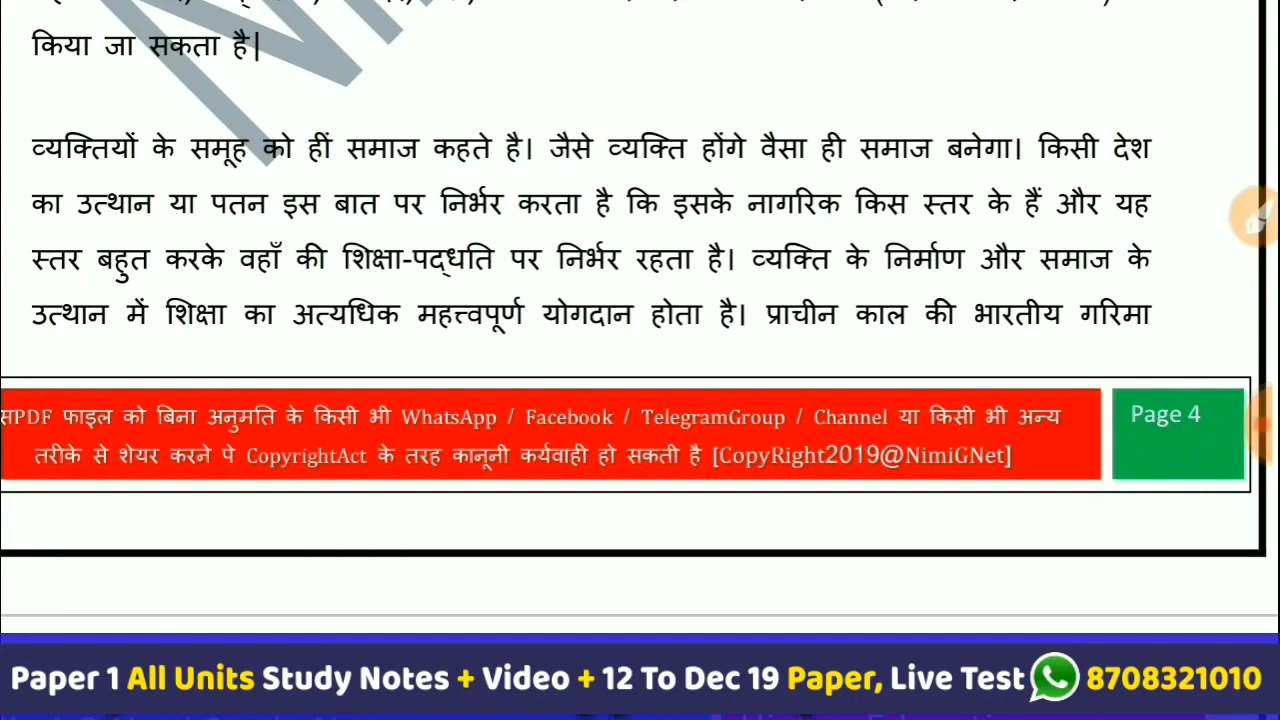 किया जा सकता है|
व्यक्तियों के समूह को हीं समाज कहते है। जैसे व्यक्ति होंगे वैसा ही समाज बनेगा। किसी देश
का उत्थान या पतन इस बात पर निर्भर करता है कि इसके नागरिक किस स्तर के हैं और यह
स्तर बहुत करके वहाँ की शिक्षा-पद्धति पर निर्भर रहता है। व्यक्ति के निर्माण और समाज के
उत्थान में शिक्षा का अत्यधिक महत्त्वपूर्ण योगदान होता है। प्राचीन काल की भारतीय गरिमा
सPDF फाइल को बिना अनुमति के किसी भी WhatsApp / Facebook / TelegramGroup / Channel या किसी भी अन्य
तरीके से शेयर करने पे CopyrightAct के तरह कानूनी कर्यवाही हो सकती है [CopyRight2019@NimiGNet]
Page 4
Paper 1 All Units Study Notes + Video + 12 To Dec 19 Paper, Live Test 8708321010